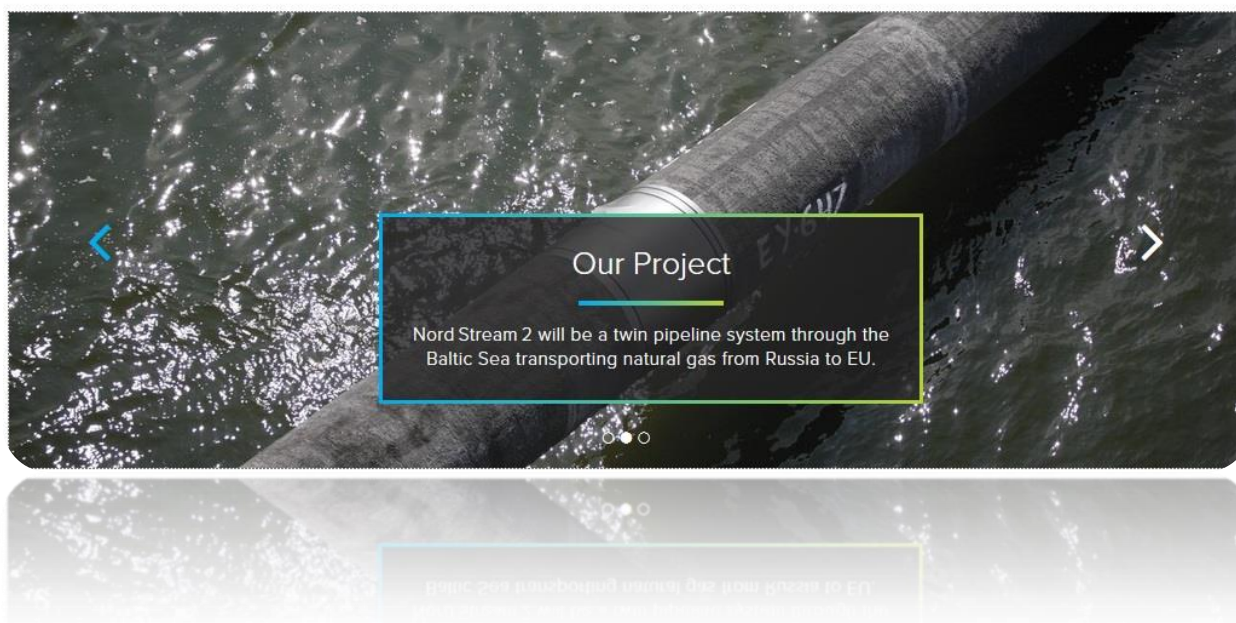 Our Project
Nord Stream 2 will be a twin pipeline system through the
Baltic Sea transporting natural gas from Russia to EU.